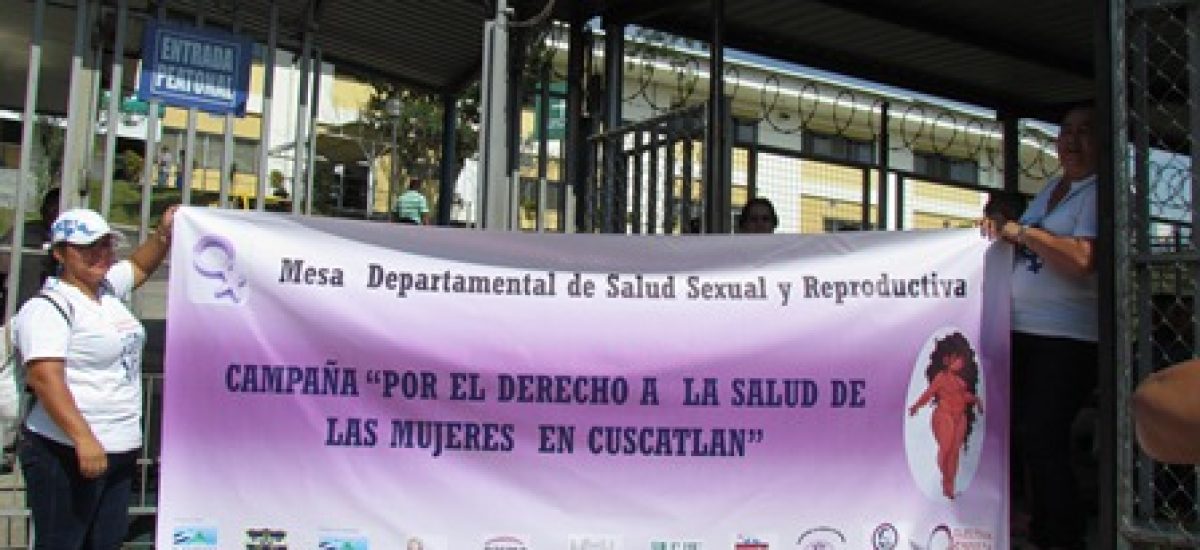 ENTRADA
PEATONAL
Mesa Departamental de Salud Sexual y Reproductiva
CAMPAÑA "POR EL DERECHO A LA SALUD DE
LAS MUJERES EN CUSCATLAN"